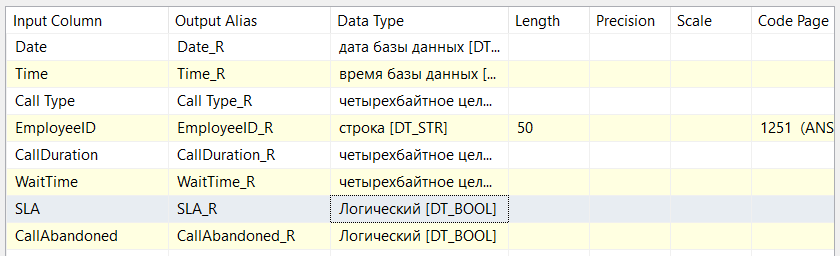 Input Column Output Alias Data Type Length Precision Scale Code Page
Date Date_R дата базы данных [DT...
Time Time_R время базы данных [...
Call Type Call Type_R четырехбайтное цел...
EmployeeID EmployeeID_R строка [DT_STR] 50 1251 (ANS
CallDuration CallDuration_R четырехбайтное цел...
WaitTime WaitTime_R четырехбайтное цел...
SLA SLA_R Логический [DT_BOOL]
CallAbandoned CallAbandoned_R Логический [DT_BOOL]